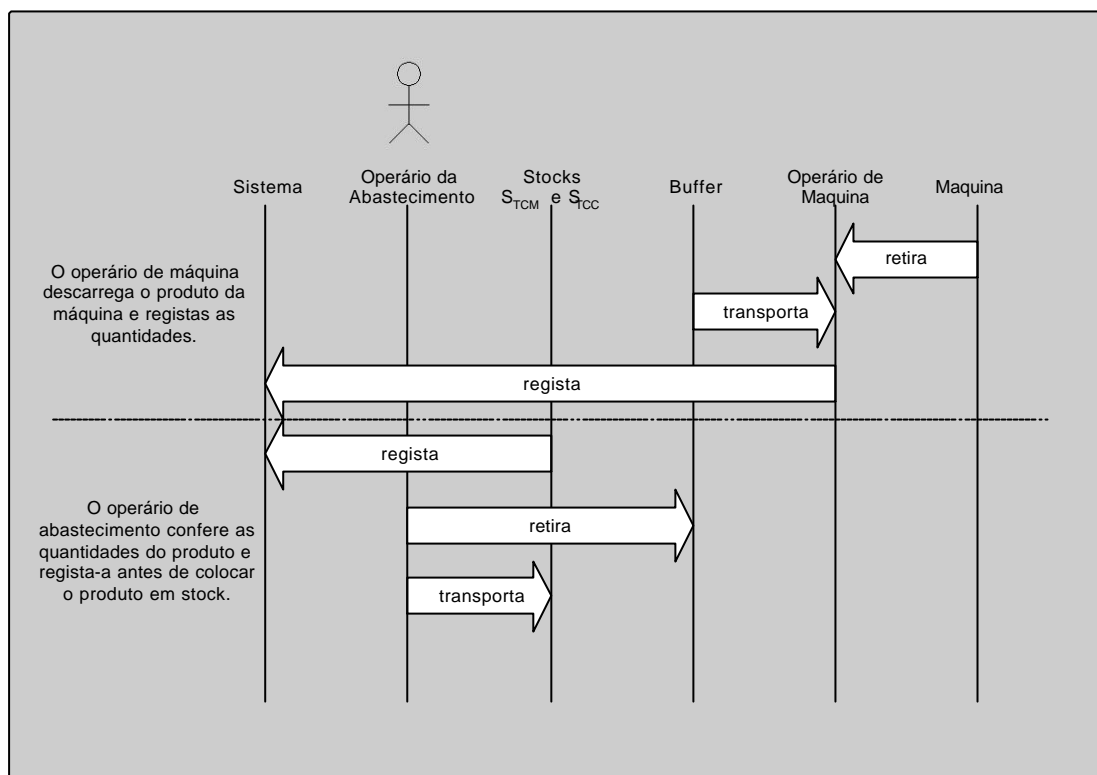 Sistema
Operário da
Abastecimento
Stocks
S_TCM e S_TCC
Buffer
Operário de
Maquina
Maquina
O operário de máquina
descarrega o produto da
máquina e registas as
quantidades.
retira
transporta
regista
O operário de
abastecimento confere as
quantidades do produto e
regista-a antes de colocar
o produto em stock.
regista
retira
transporta